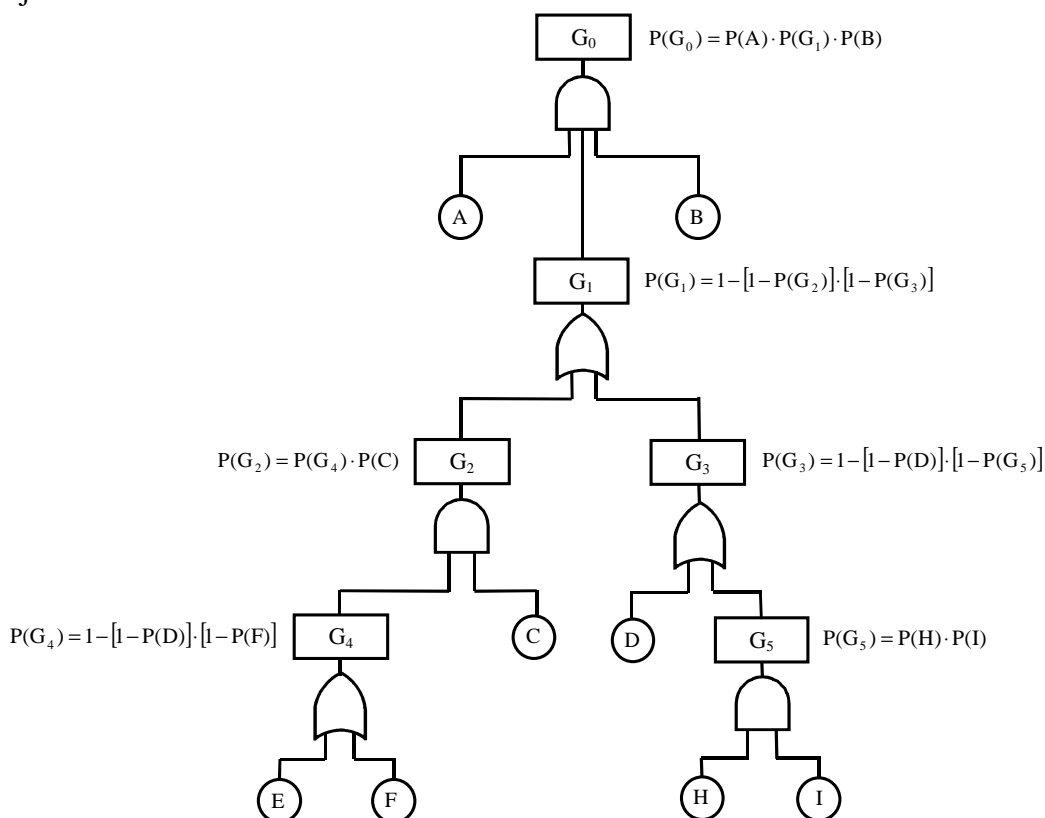 j
G₀ P(G₀) = P(A)·P(G₁)·P(B)
A B
G₁ P(G₁) = 1−[1−P(G₂)]·[1−P(G₃)]
P(G₂) = P(G₄)·P(C) G₂ G₃ P(G₃) = 1−[1−P(D)]·[1−P(G₅)]
P(G₄) = 1−[1−P(D)]·[1−P(F)] G₄ C D G₅ P(G₅) = P(H)·P(I)
E F H I